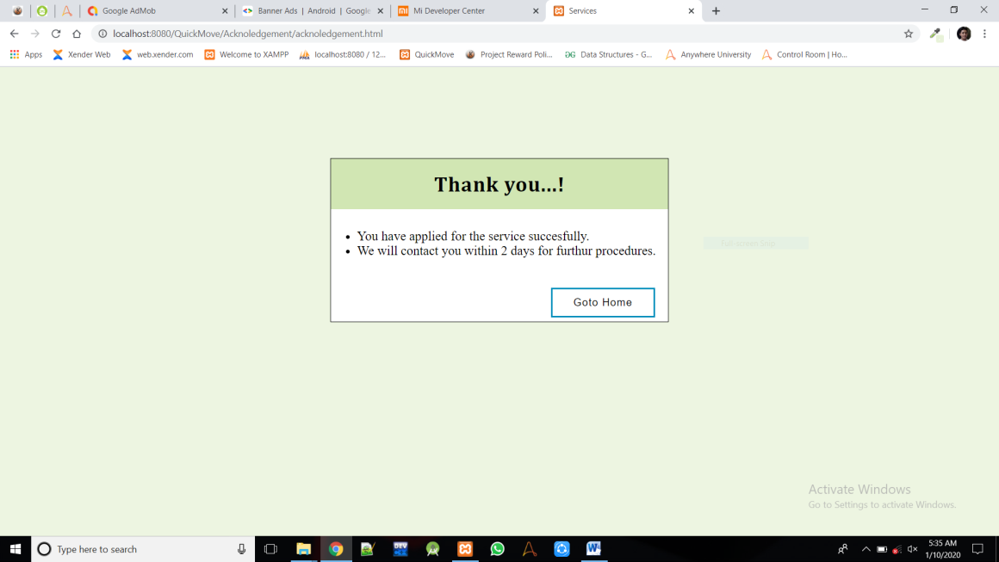 Google AdMob
Banner Ads | Android | Google
Mi Developer Center
Services
localhost:8080/QuickMove/Acknoledgement/acknoledgement.html
Apps
Xender Web
web.xender.com
Welcome to XAMPP
localhost:8080 / 12...
QuickMove
Project Reward Poli...
Data Structures - G...
Anywhere University
Control Room | Ho...
Thank you...!
• You have applied for the service succesfully.
• We will contact you within 2 days for furthur procedures.
Goto Home
Activate Windows
Go to Settings to activate Windows.
Type here to search
DEV
W
5:35 AM
1/10/2020